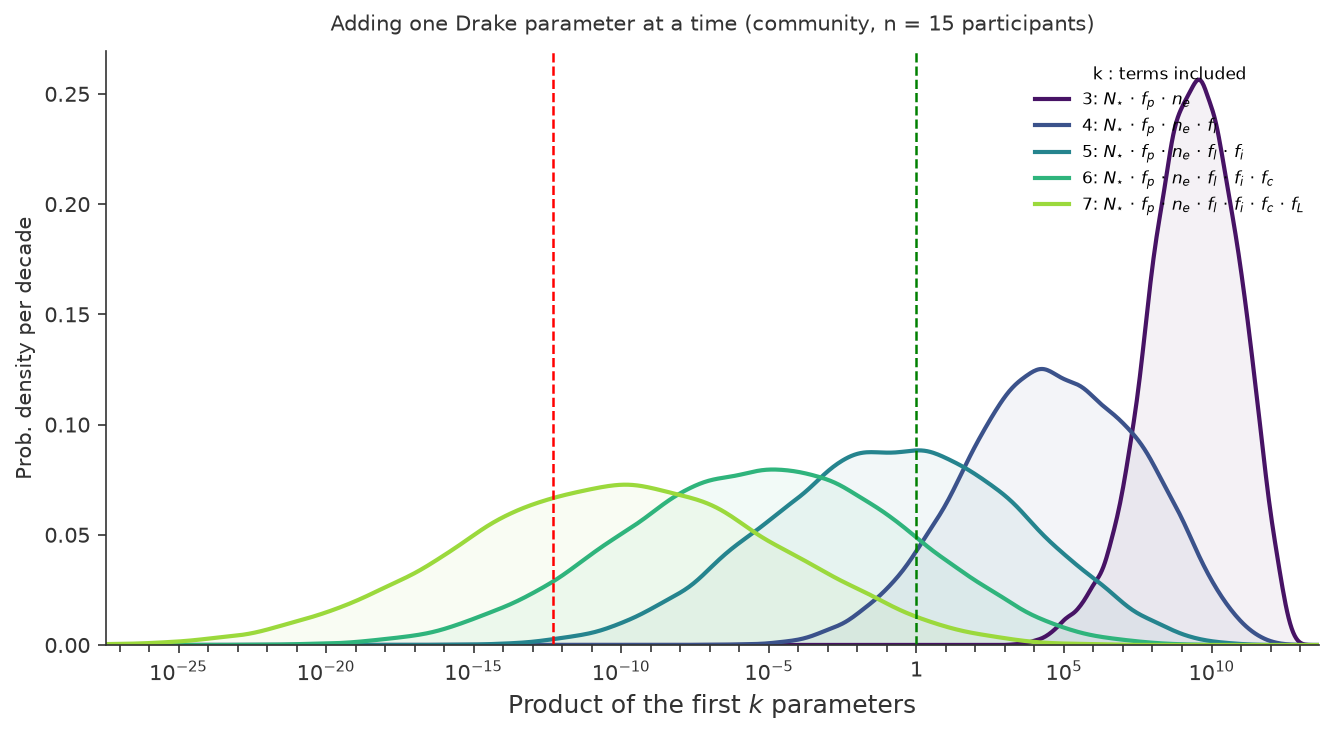 Adding one Drake parameter at a time (community, n = 15 participants)
k : terms included
3: N⋆ · fₚ · nₑ
4: N⋆ · fₚ · nₑ · fₗ
5: N⋆ · fₚ · nₑ · fₗ · fᵢ
6: N⋆ · fₚ · nₑ · fₗ · fᵢ · f_c
7: N⋆ · fₚ · nₑ · fₗ · fᵢ · f_c · f_L
Prob. density per decade
0.25
0.20
0.15
0.10
0.05
0.00
10⁻²⁵ 10⁻²⁰ 10⁻¹⁵ 10⁻¹⁰ 10⁻⁵ 1 10⁵ 10¹⁰
Product of the first k parameters